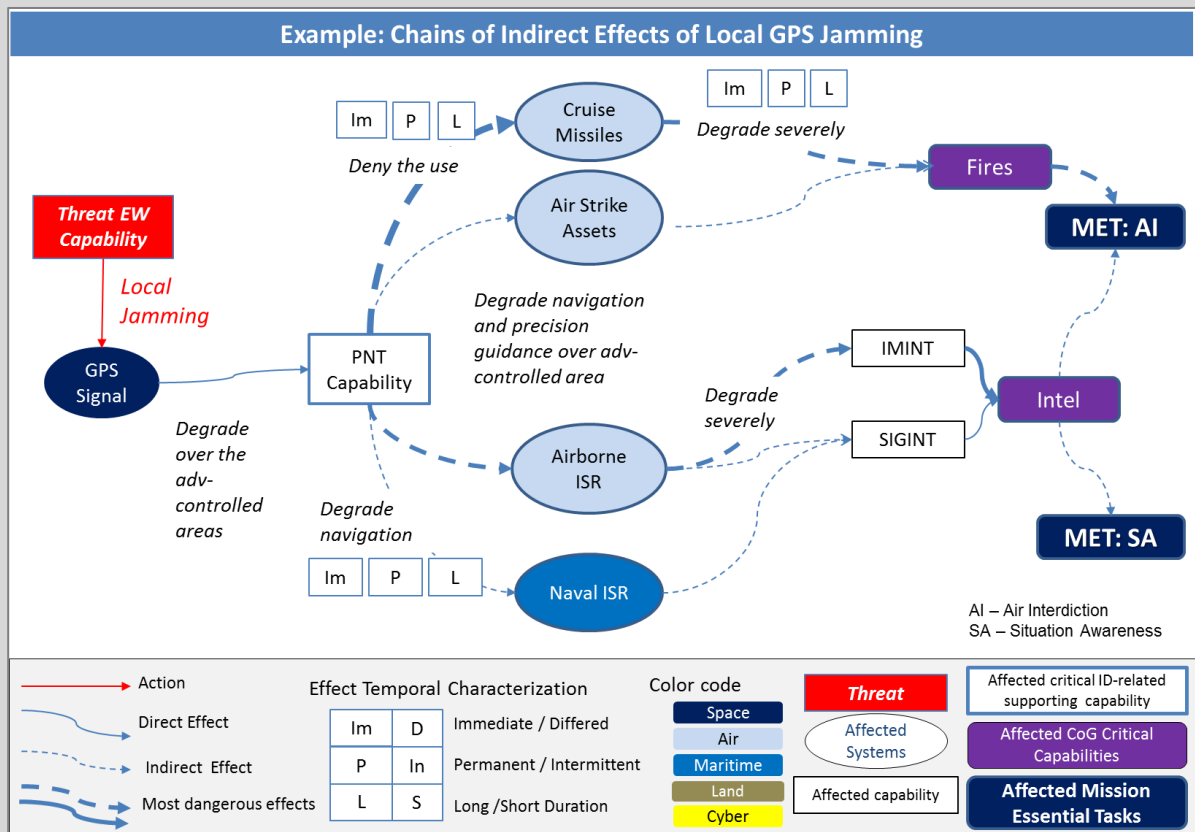 Example: Chains of Indirect Effects of Local GPS Jamming
Im P L
Deny the use
Cruise
Missiles
Im P L
Degrade severely
Fires
Air Strike
Assets
MET: AI
Threat EW
Capability
Local
Jamming
GPS
Signal
PNT
Capability
Degrade navigation
and precision
guidance over adv-
controlled area
IMINT
Degrade
severely
Intel
SIGINT
Degrade
over the
adv-
controlled
areas
Airborne
ISR
Degrade
navigation
Im P L
Naval ISR
MET: SA
AI – Air Interdiction
SA – Situation Awareness
Action
Direct Effect
Indirect Effect
Most dangerous effects
Effect Temporal Characterization
Im D Immediate / Differed
P In Permanent / Intermittent
L S Long /Short Duration
Color code
Space
Air
Maritime
Land
Cyber
Threat
Affected
Systems
Affected capability
Affected critical ID-related
supporting capability
Affected CoG Critical
Capabilities
Affected Mission
Essential Tasks